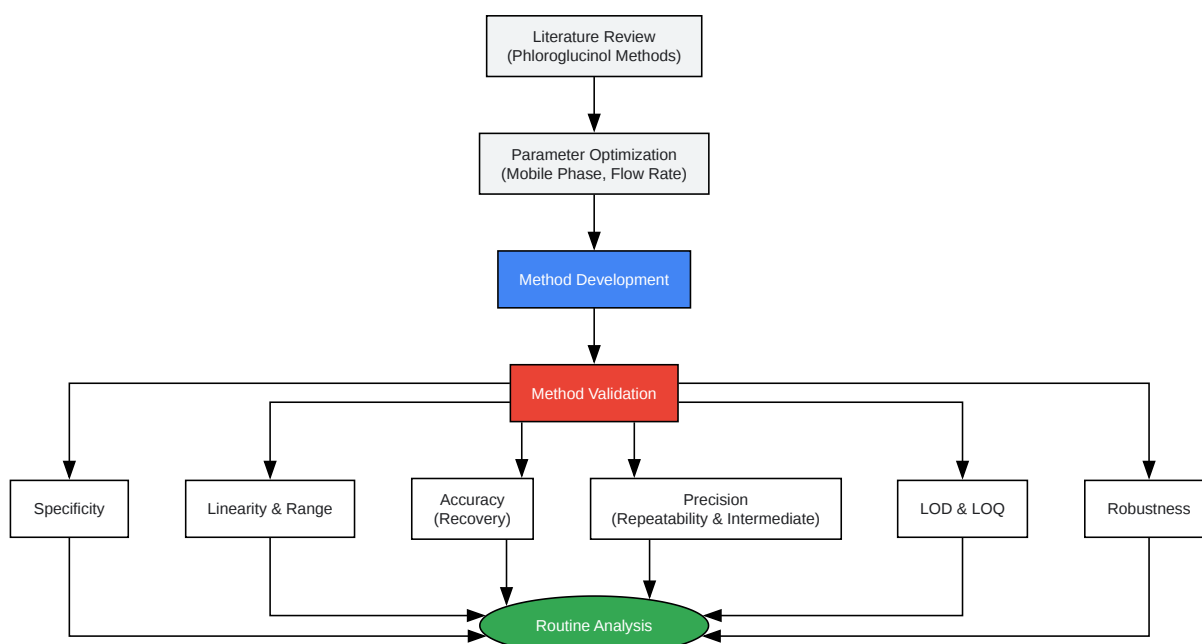 Literature Review
(Phloroglucinol Methods)
Parameter Optimization
(Mobile Phase, Flow Rate)
Method Development
Method Validation
Specificity
Linearity & Range
Accuracy
(Recovery)
Precision
(Repeatability & Intermediate)
LOD & LOQ
Robustness
Routine Analysis